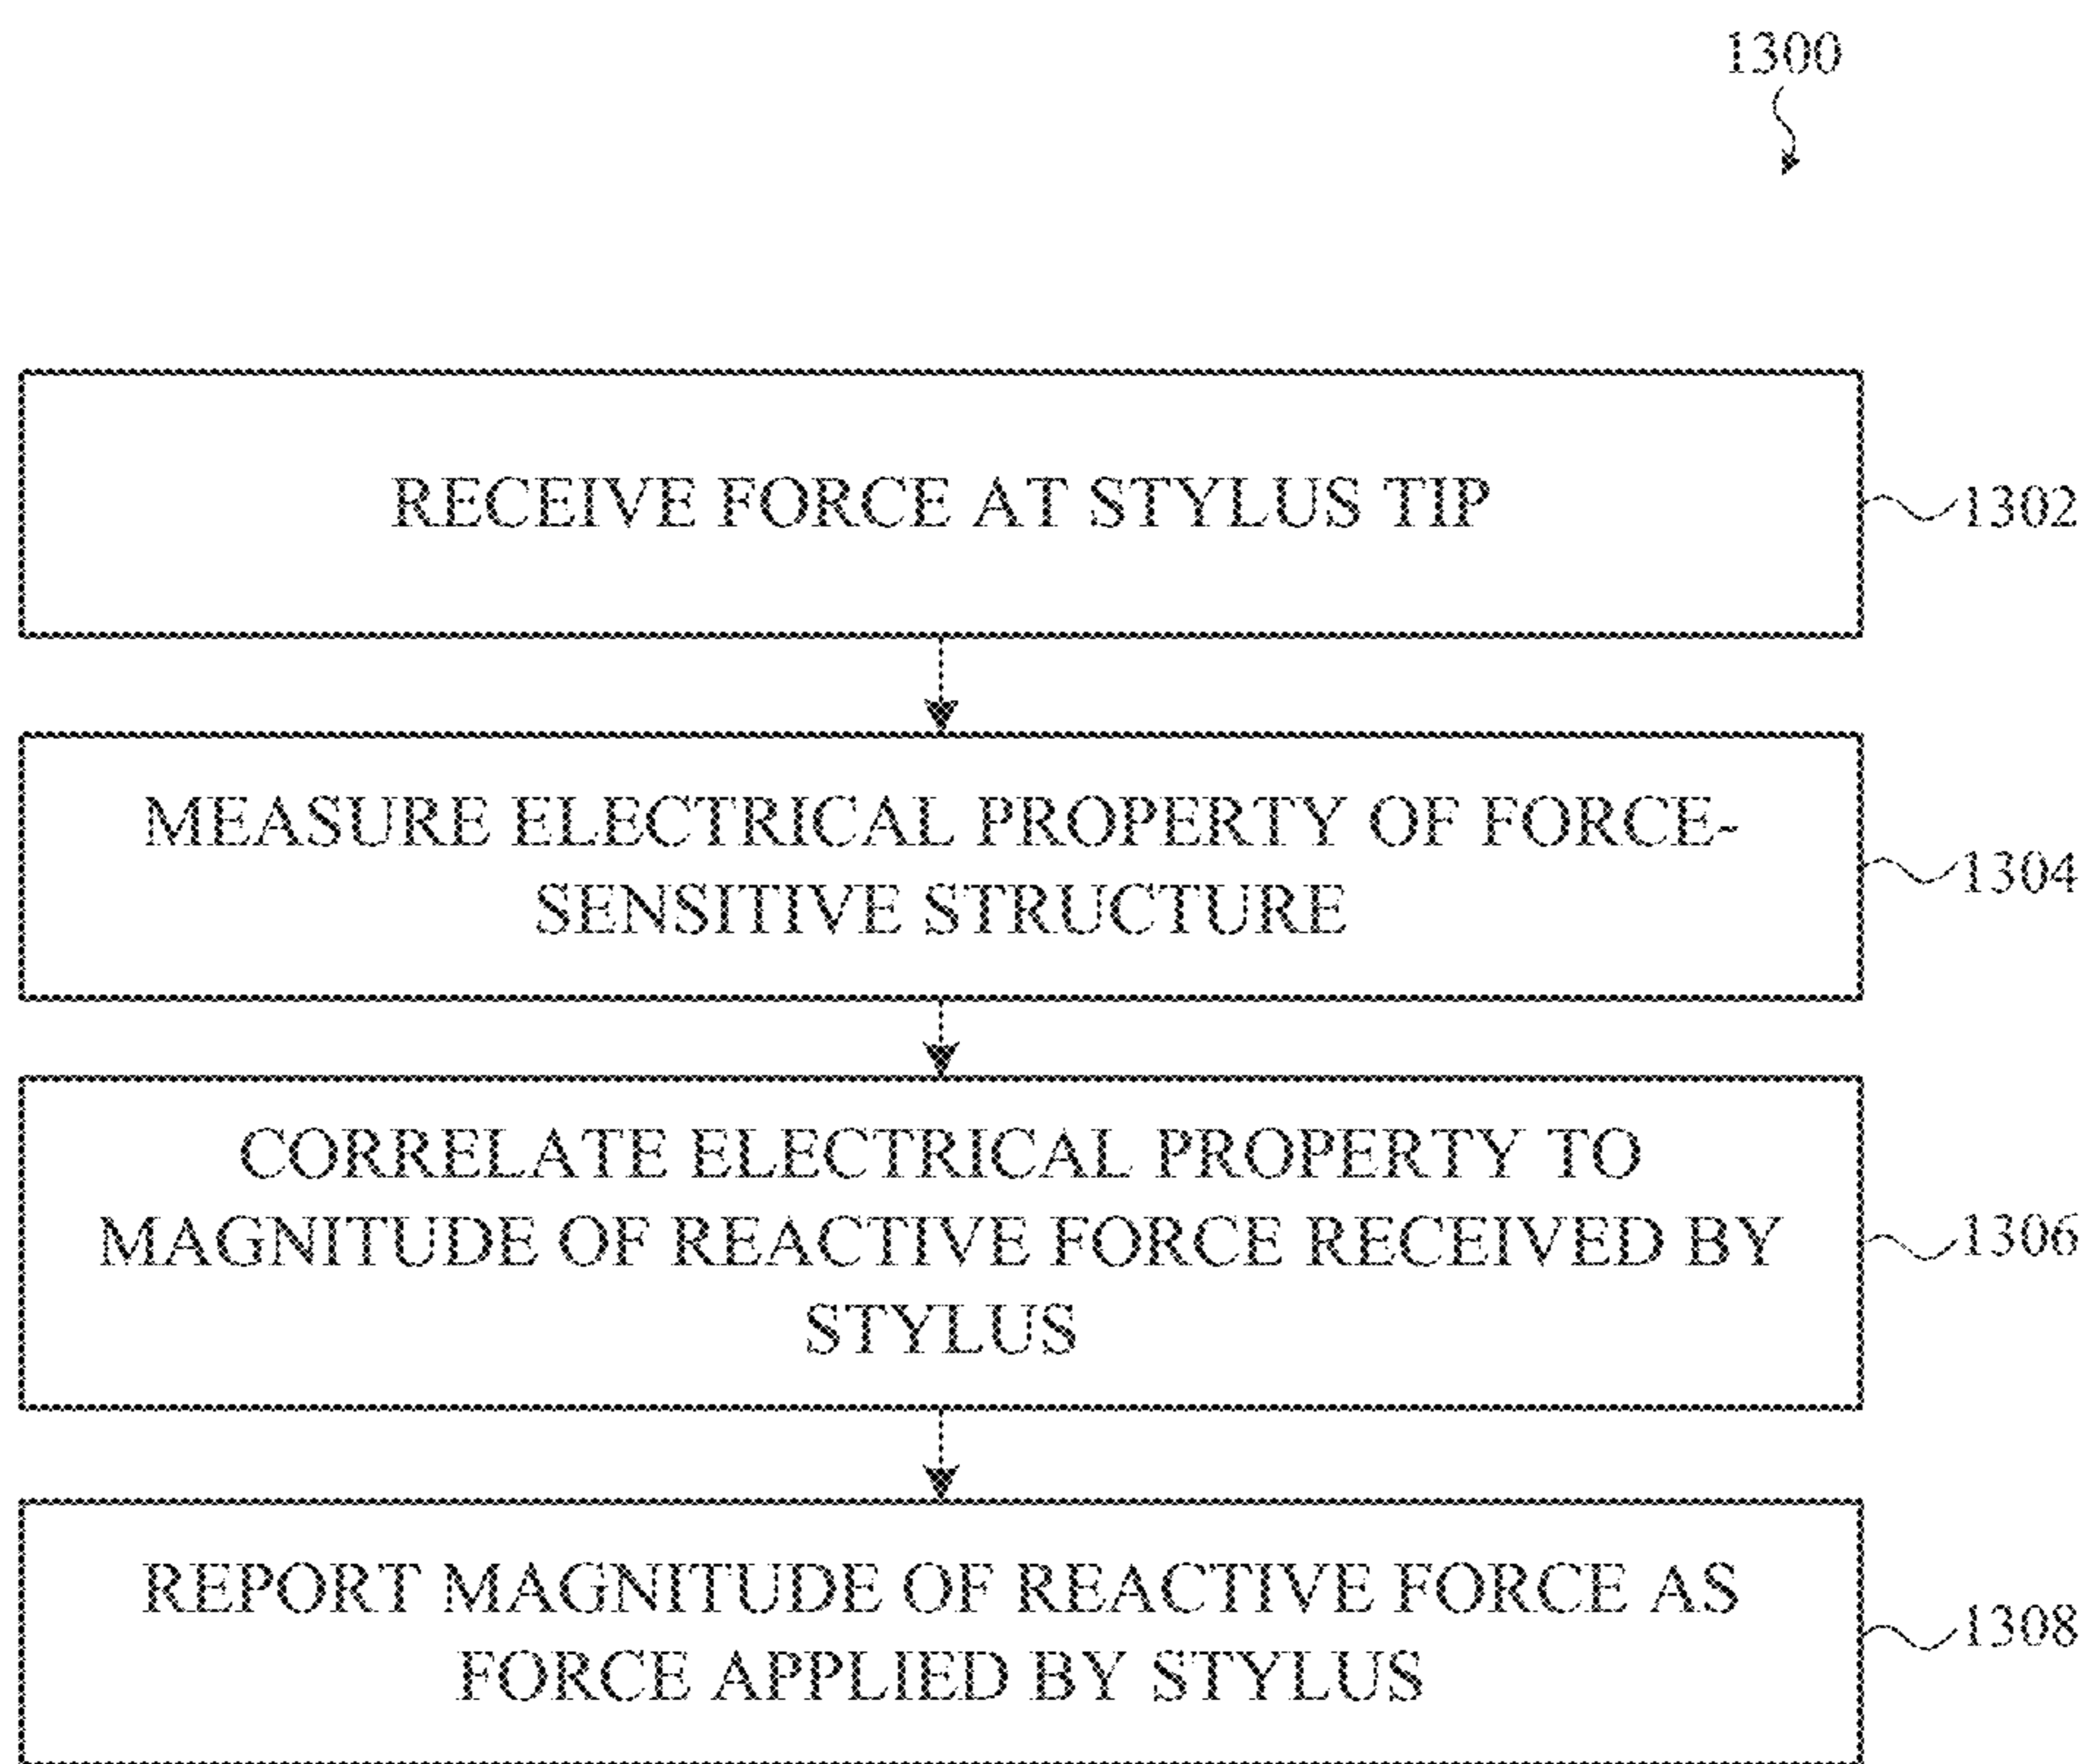 1300
RECEIVE FORCE AT STYLUS TIP
1302
MEASURE ELECTRICAL PROPERTY OF FORCE-
SENSITIVE STRUCTURE
1304
CORRELATE ELECTRICAL PROPERTY TO
MAGNITUDE OF REACTIVE FORCE RECEIVED BY
STYLUS
1306
REPORT MAGNITUDE OF REACTIVE FORCE AS
FORCE APPLIED BY STYLUS
1308